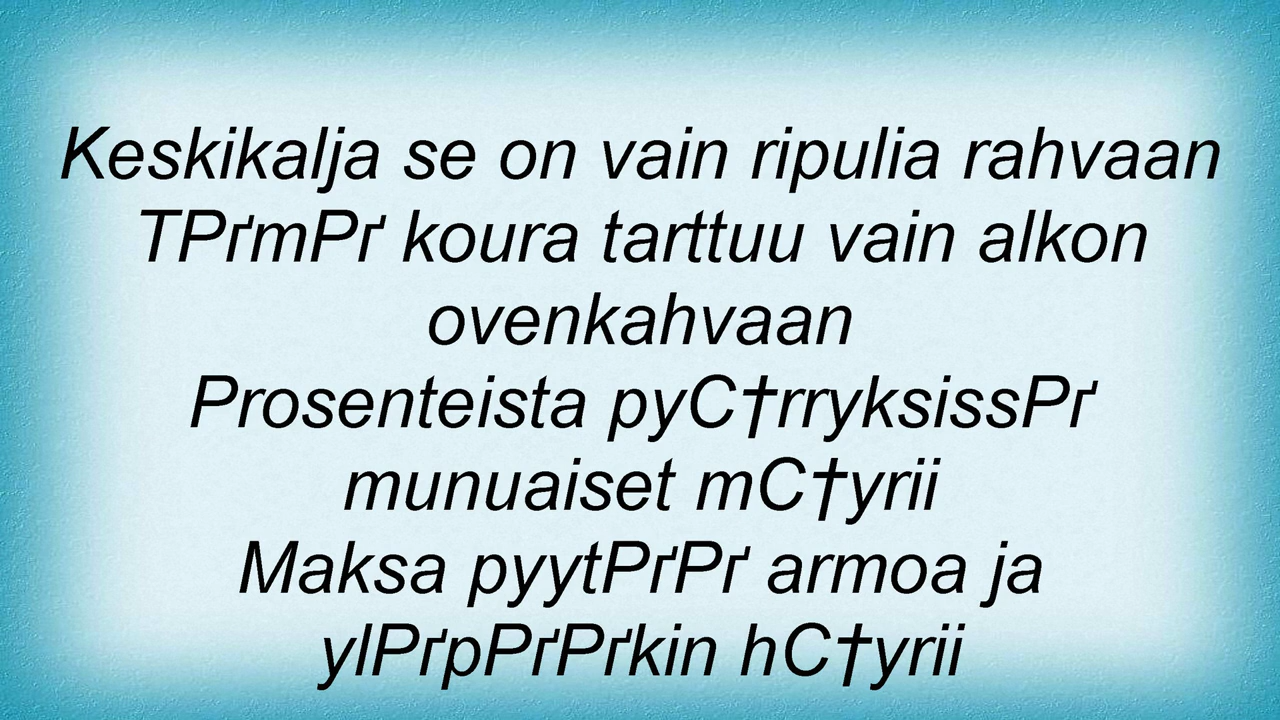 Keskikalja se on vain ripulia rahvaan
TPґmPґ koura tarttuu vain alkon
ovenkahvaan
Prosenteista pyC†rryksissPґ
munuaiset mC†yrii
Maksa pyytPґPґ armoa ja
ylPґpPґPґkin hC†yrii